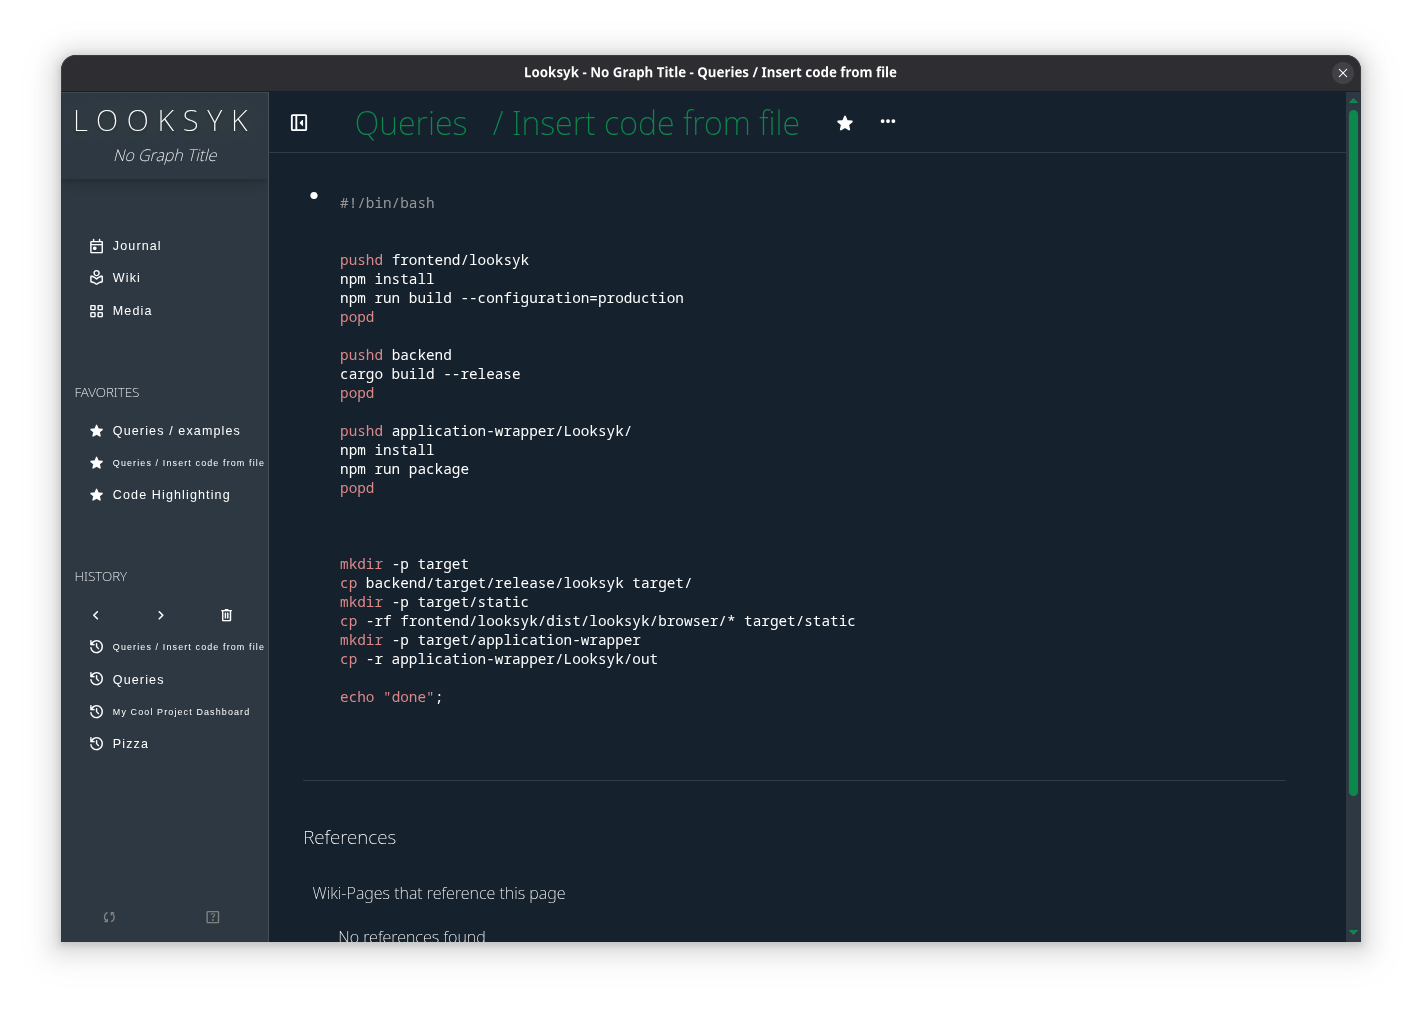 Looksyk - No Graph Title - Queries / Insert code from file
LOOKSYK
No Graph Title
Journal
Wiki
Media
FAVORITES
Queries / examples
Queries / Insert code from file
Code Highlighting
HISTORY
Queries / Insert code from file
Queries
My Cool Project Dashboard
Pizza
Queries / Insert code from file
#!/bin/bash
pushd frontend/looksyk
npm install
npm run build --configuration=production
popd
pushd backend
cargo build --release
popd
pushd application-wrapper/Looksyk/
npm install
npm run package
popd
mkdir -p target
cp backend/target/release/looksyk target/
mkdir -p target/static
cp -rf frontend/looksyk/dist/looksyk/browser/* target/static
mkdir -p target/application-wrapper
cp -r application-wrapper/Looksyk/out
echo "done";
References
Wiki-Pages that reference this page
No references found